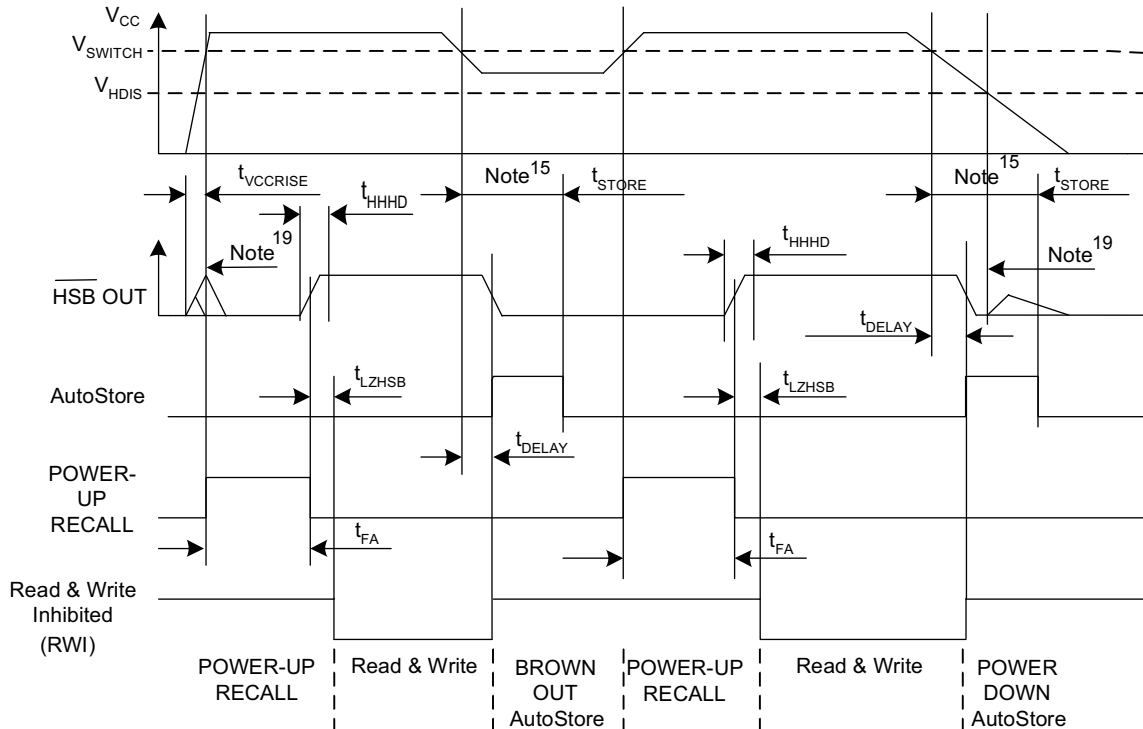 VCC
VSWITCH
VHDIS
tVCCRISE
Note15
tSTORE
Note15
tSTORE
tHHHD
tHHHD
Note19
Note19
HSB OUT
tDELAY
tLZHSB
tLZHSB
AutoStore
tDELAY
POWER-
UP
RECALL
tFA
tFA
Read & Write
Inhibited
(RWI)
POWER-UP
RECALL
Read & Write
BROWN
OUT
AutoStore
POWER-UP
RECALL
Read & Write
POWER
DOWN
AutoStore